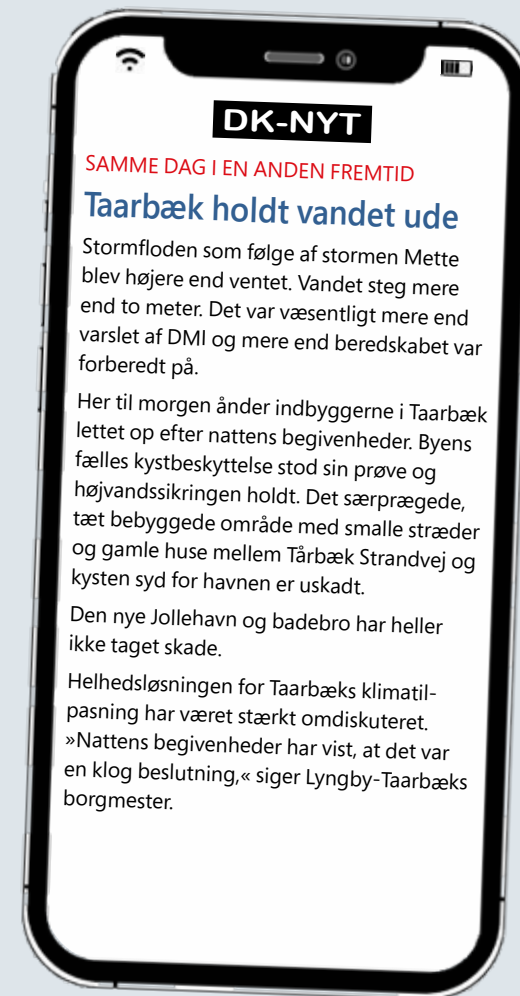 DK-NYT
SAMME DAG I EN ANDEN FREMTID
Taarbæk holdt vandet ude
Stormfloden som følge af stormen Mette
blev højere end ventet. Vandet steg mere
end to meter. Det var væsentligt mere end
varslet af DMI og mere end beredskabet var
forberedt på.
Her til morgen ånder indbyggerne i Taarbæk
lettet op efter nattens begivenheder. Byens
fælles kystbeskyttelse stod sin prøve og
højvandssikringen holdt. Det særprægede,
tæt bebyggede område med smalle stræder
og gamle huse mellem Tårbæk Strandvej og
kysten syd for havnen er uskadt.
Den nye Jollehavn og badebro har heller
ikke taget skade.
Helhedsløsningen for Taarbæks klimatil-
pasning har været stærkt omdiskuteret.
»Nattens begivenheder har vist, at det var
en klog beslutning,« siger Lyngby-Taarbæks
borgmester.